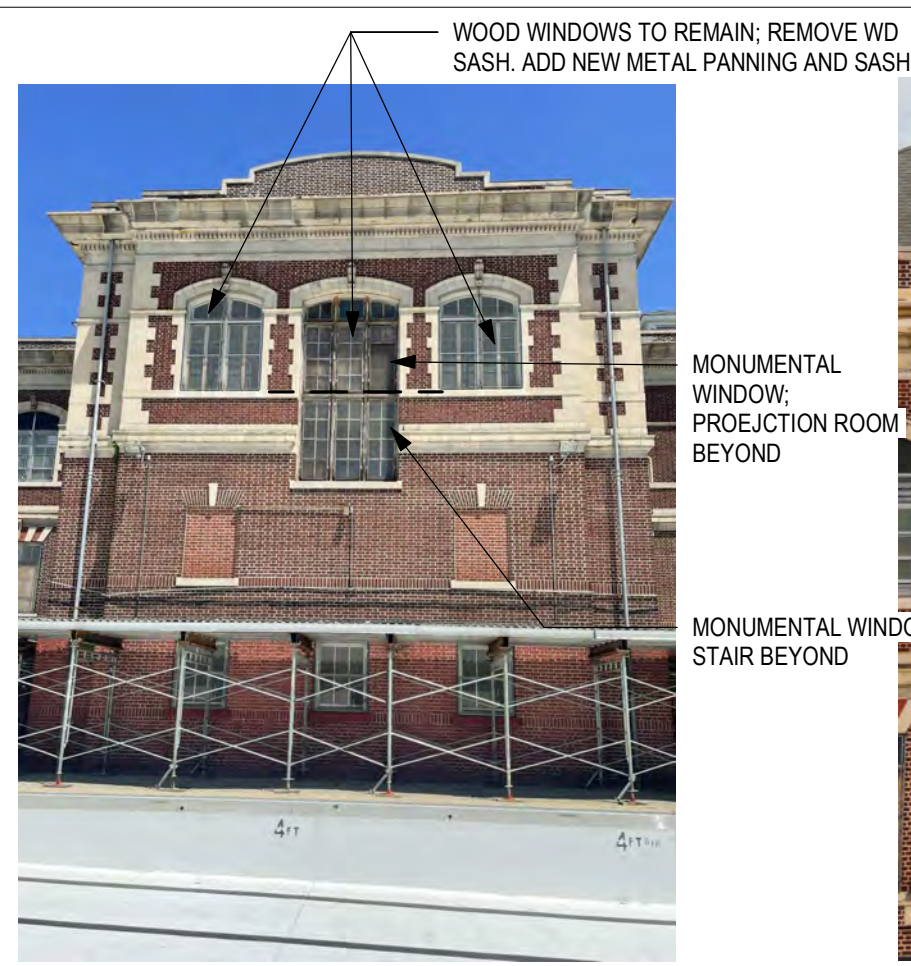 WOOD WINDOWS TO REMAIN; REMOVE WD
SASH. ADD NEW METAL PANNING AND SASH
MONUMENTAL
WINDOW;
PROEJCTION ROOM
BEYOND
MONUMENTAL
STAIR BEYOND
4FT
4FT